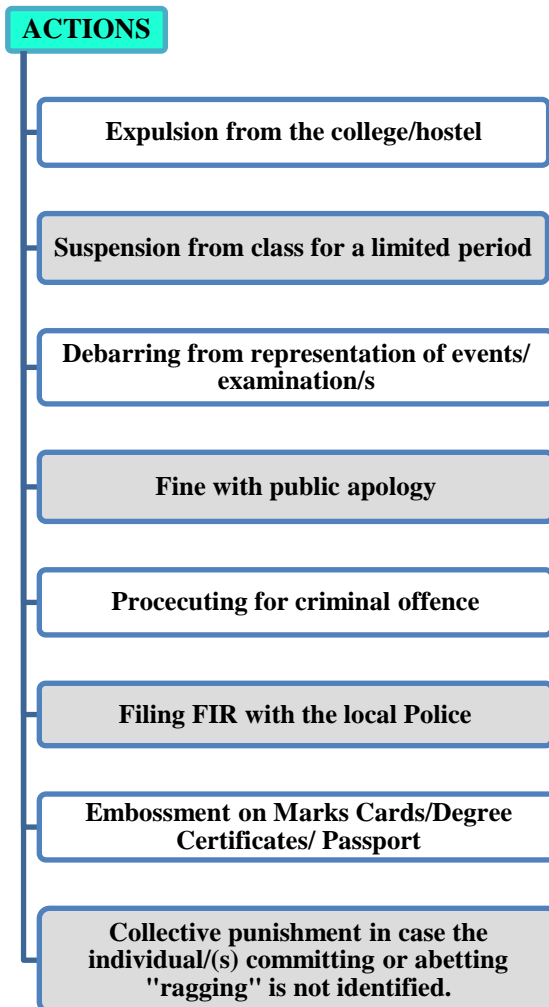 ACTIONS
Expulsion from the college/hostel
Suspension from class for a limited period
Debarring from representation of events/
examination/s
Fine with public apology
Procecuting for criminal offence
Filing FIR with the local Police
Embossment on Marks Cards/Degree
Certificates/ Passport
Collective punishment in case the
individual/(s) committing or abetting
"ragging" is not identified.